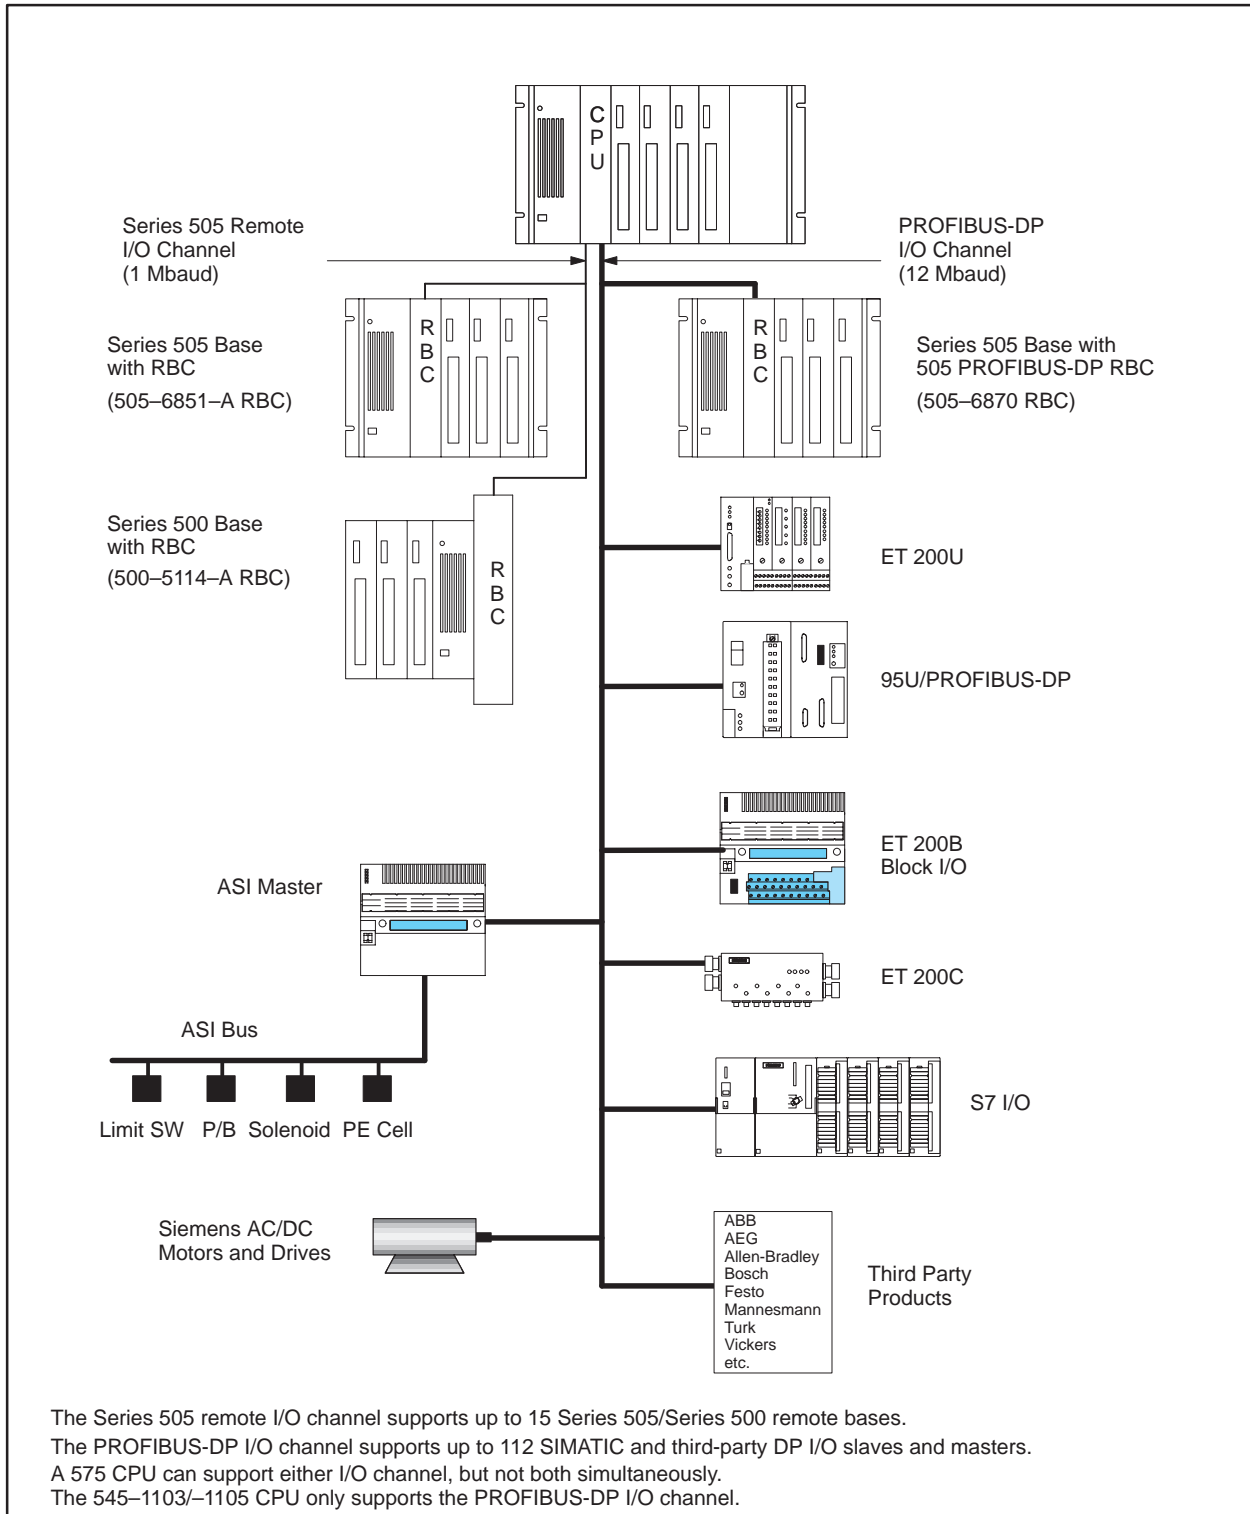 CPU
Series 505 Remote
I/O Channel
(1 Mbaud)
PROFIBUS-DP
I/O Channel
(12 Mbaud)
Series 505 Base
with RBC
(505–6851–A RBC)
RBC
RBC
Series 505 Base with
505 PROFIBUS-DP RBC
(505–6870 RBC)
Series 500 Base
with RBC
(500–5114–A RBC)
RBC
ET 200U
95U/PROFIBUS-DP
ET 200B
Block I/O
ASI Master
ET 200C
ASI Bus
Limit SW P/B Solenoid PE Cell
S7 I/O
Siemens AC/DC
Motors and Drives
ABB
AEG
Allen-Bradley
Bosch
Festo
Mannesmann
Turk
Vickers
etc.
Third Party
Products
The Series 505 remote I/O channel supports up to 15 Series 505/Series 500 remote bases.
The PROFIBUS-DP I/O channel supports up to 112 SIMATIC and third-party DP I/O slaves and masters.
A 575 CPU can support either I/O channel, but not both simultaneously.
The 545–1103/–1105 CPU only supports the PROFIBUS-DP I/O channel.